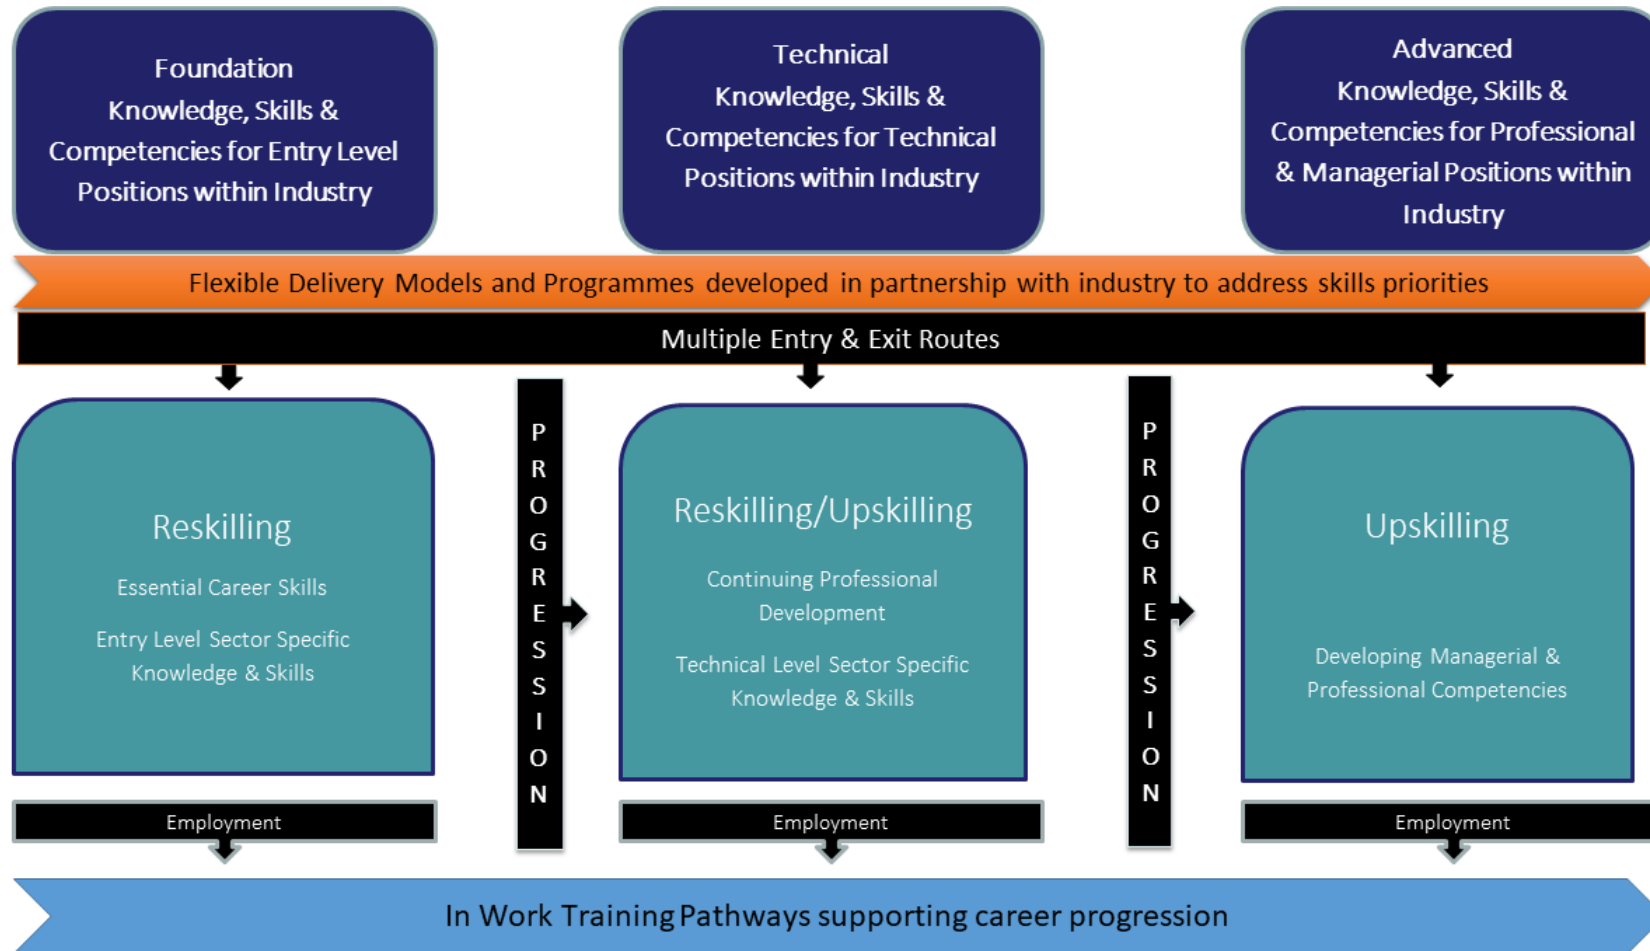 Foundation
Knowledge, Skills &
Competencies for Entry Level
Positions within Industry
Technical
Knowledge, Skills &
Competencies for Technical
Positions within Industry
Advanced
Knowledge, Skills &
Competencies for Professional
& Managerial Positions within
Industry
Flexible Delivery Models and Programmes developed in partnership with industry to address skills priorities
Multiple Entry & Exit Routes
Reskilling
Essential Career Skills
Entry Level Sector Specific
Knowledge & Skills
PROGRESSION
Reskilling/Upskilling
Continuing Professional
Development
Technical Level Sector Specific
Knowledge & Skills
PROGRESSION
Upskilling
Developing Managerial &
Professional Competencies
Employment
Employment
Employment
In Work Training Pathways supporting career progression